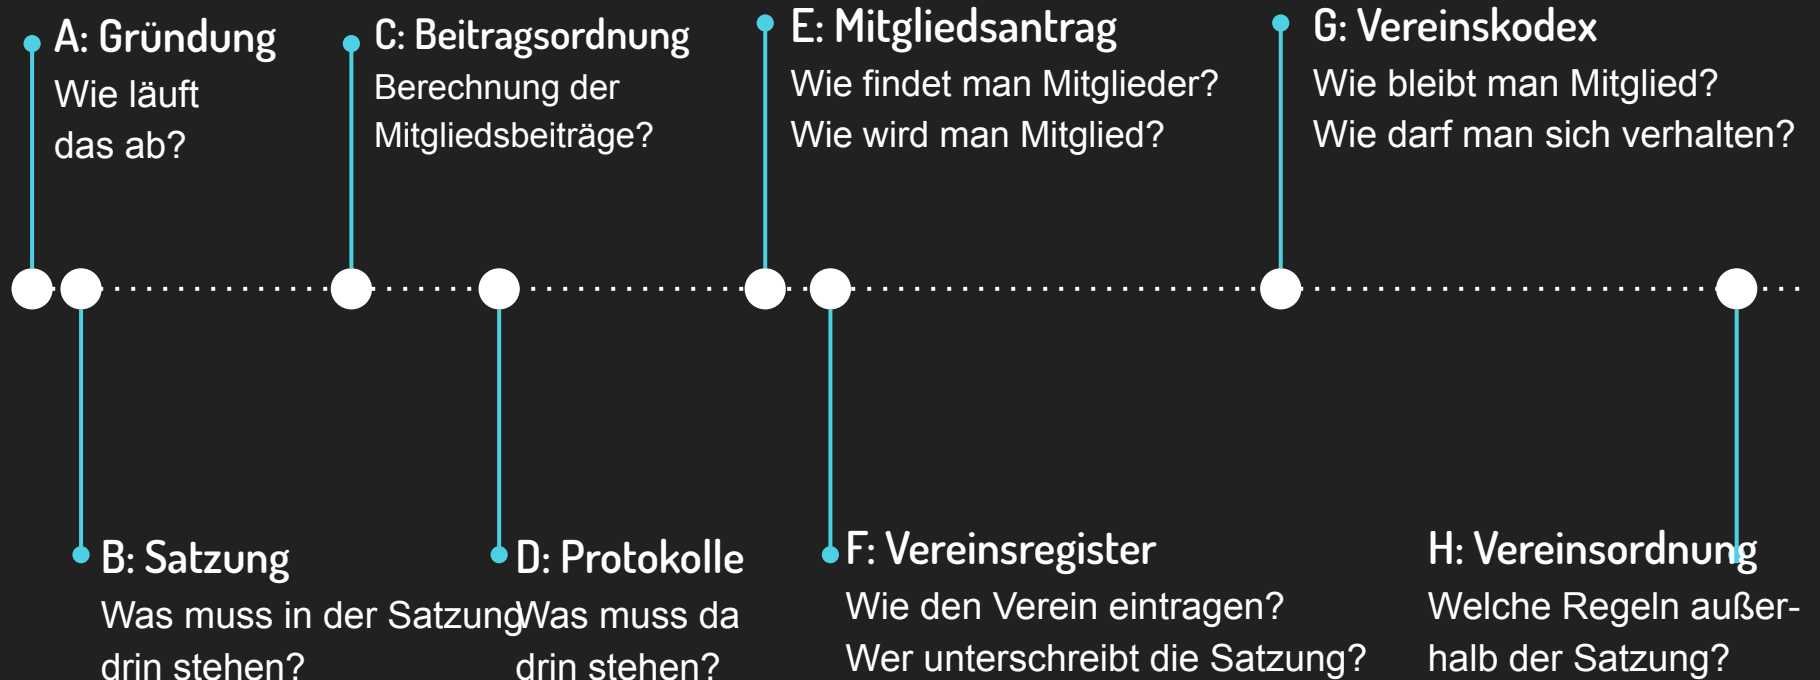 A: Gründung
Wie läuft
das ab?
C: Beitragsordnung
Berechnung der
Mitgliedsbeiträge?
E: Mitgliedsantrag
Wie findet man Mitglieder?
Wie wird man Mitglied?
G: Vereinskodex
Wie bleibt man Mitglied?
Wie darf man sich verhalten?
B: Satzung
Was muss in der Satzung
drin stehen?
D: Protokolle
Was muss da
drin stehen?
F: Vereinsregister
Wie den Verein eintragen?
Wer unterschreibt die Satzung?
H: Vereinsordnung
Welche Regeln außer-
halb der Satzung?